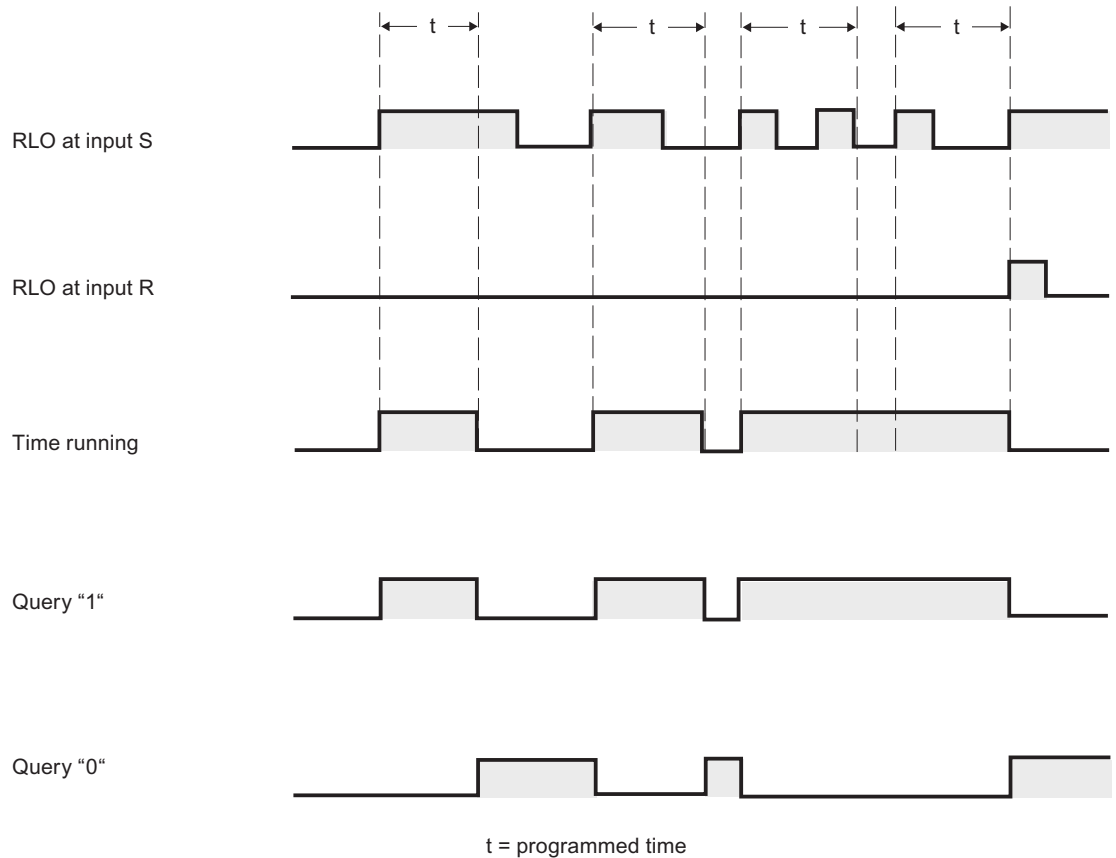 t t t t
RLO at input S
RLO at input R
Time running
Query “1“
Query “0“
t = programmed time